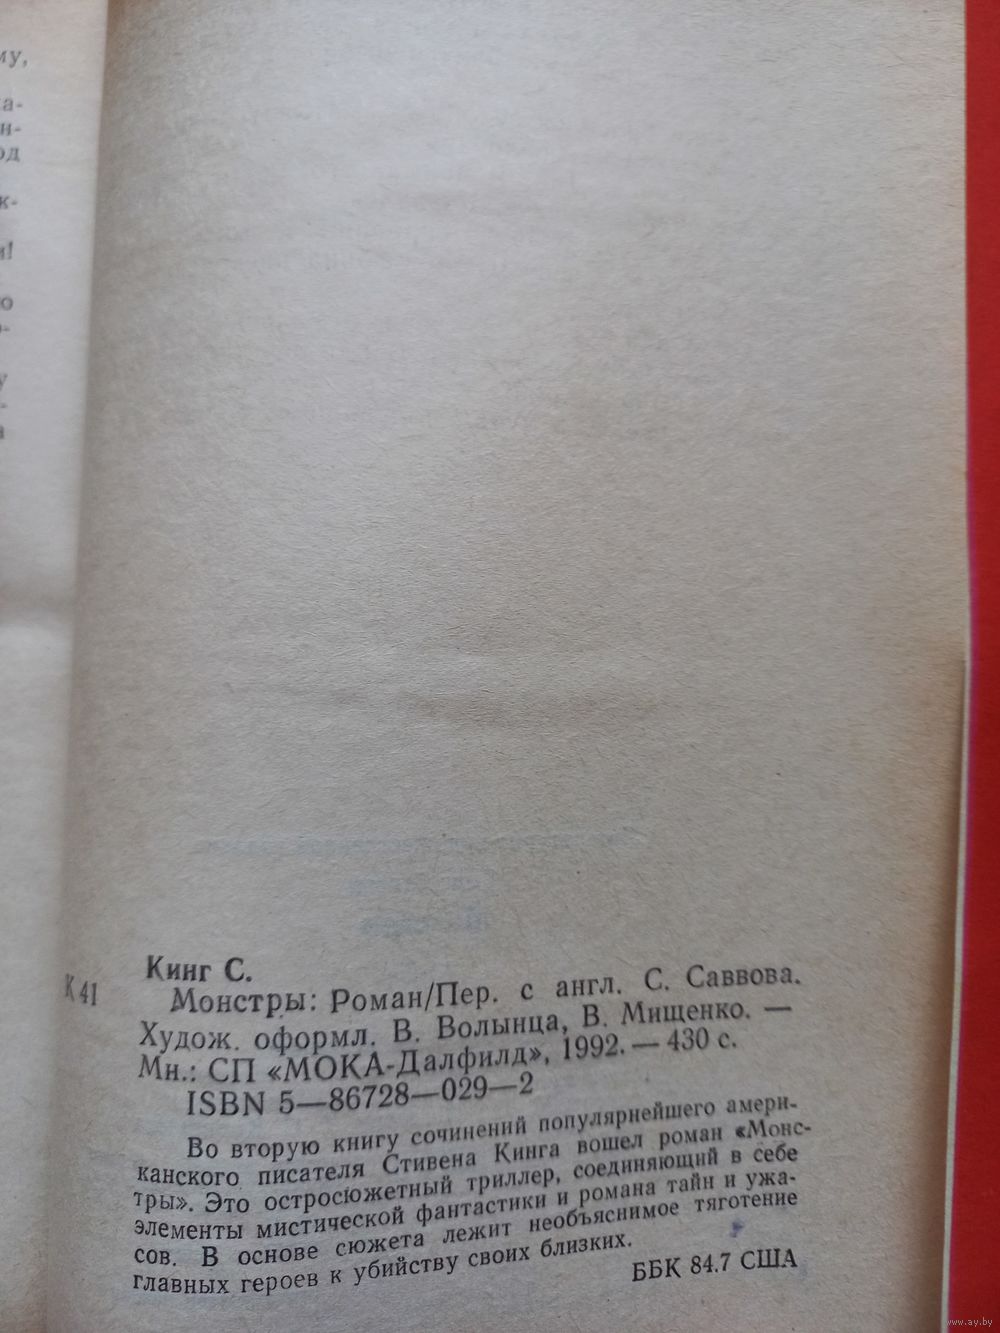 му,
а-
н-
од
к-
и!
ю
о-
у
-
а
Кинг С.
К 41
Монстры: Роман/Пер. с англ. С. Саввова.
Худож. оформл. В. Волынца, В. Мищенко. —
Мн.: СП «МОКА-Далфилд», 1992. — 430 с.
ISBN 5—86728—029—2
Во вторую книгу сочинений популярнейшего амери-
канского писателя Стивена Кинга вошел роман «Монс-
тры». Это остросюжетный триллер, соединяющий в себе
элементы мистической фантастики и романа тайн и ужа-
сов. В основе сюжета лежит необъяснимое тяготение
главных героев к убийству своих близких.
ББК 84.7 США
www.ay.by